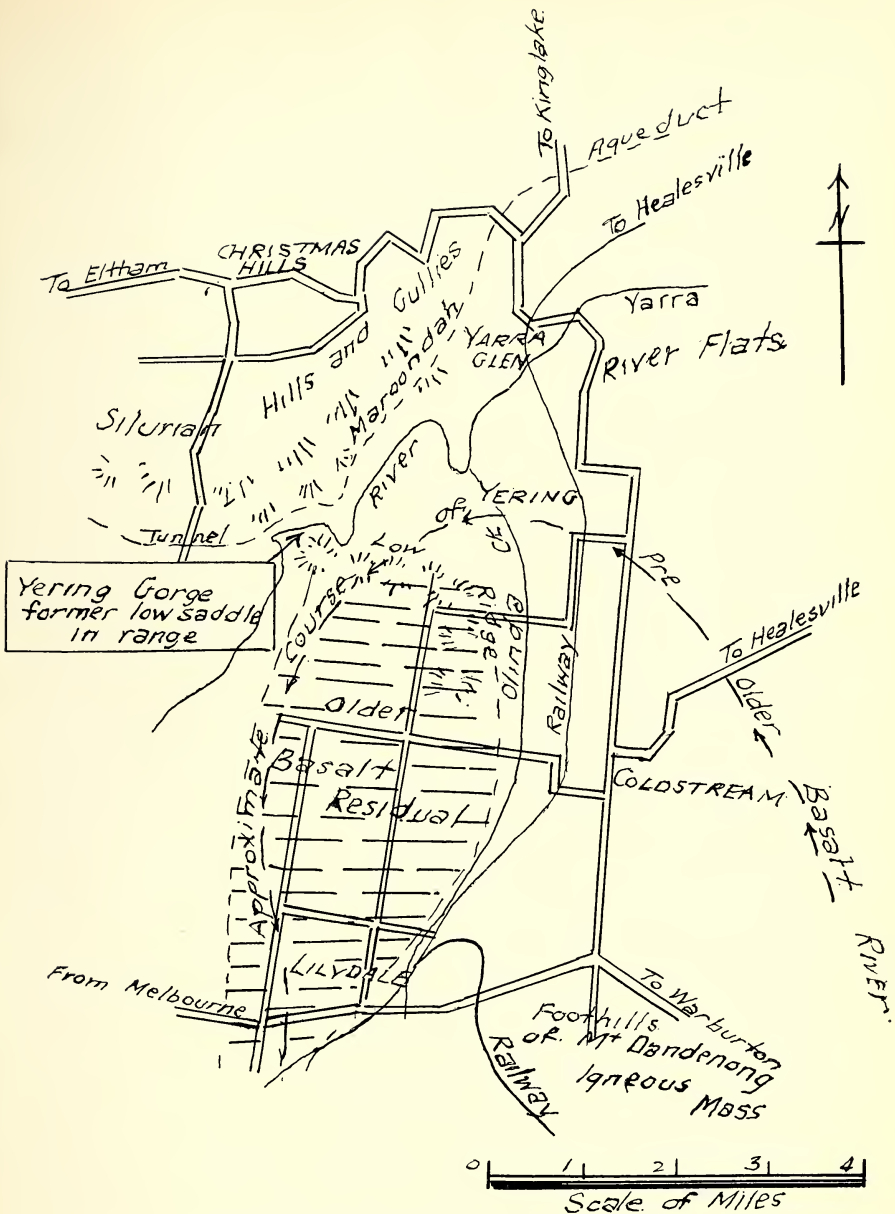 To Kinglake.
Aqueduct
To Healesville
N
CHRISTMAS
HILLS
To Eltham
Yarra
YARRA
GLEN
River Flats
Hills and Gullies
Maroondah
Silurian
River
YERING
of
Tunnel
Low
Ck
Pre
Yering Gorge
former low saddle
in range
Course
Ridge
Brung
To Healesville
Railway
Older
Older
Basalt
Residual
COLDSTREAM
Basalt
Approximate
River.
LILYDALE
From Melbourne
To Warburton
Foothills
of Mt Dandenong
Igneous
Mass
Railway
0 1 2 3 4
Scale of Miles